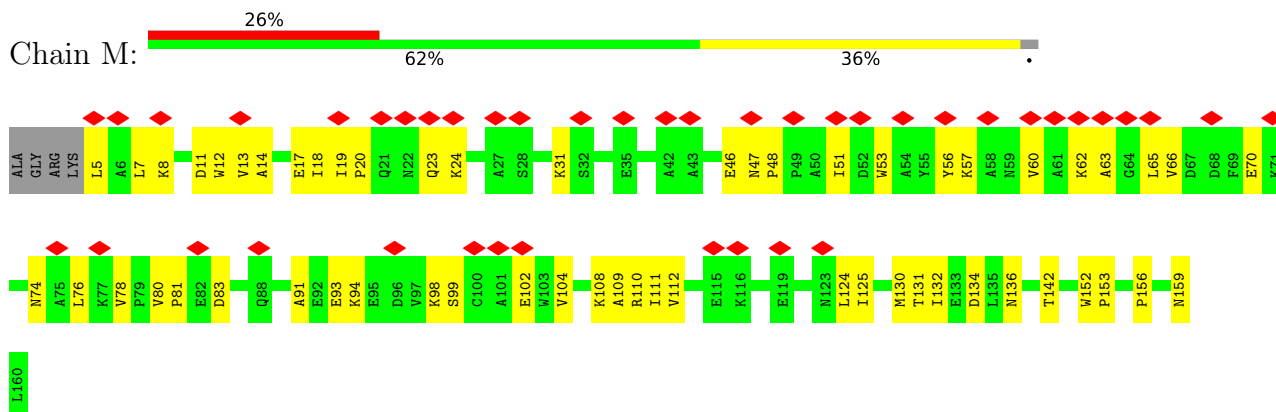 26%
Chain M:
62% 36% •
ALA GLY ARG LYS L5 A6 L7 K8 D11 W12 V13 A14 E17 I18 I19 P20 Q21 N22 Q23 K24 A27 S28 K31 S32 E35 A42 A43 E46 N47 P48 P49 A50 I51 D52 W53 A54 Y55 Y56 K57 A58 N59 V60 A61 K62 A63 G64 L65 V66 D67 D68 F69 E70 K71
N74 A75 L76 K77 V78 P79 V80 P81 E82 D83 Q88 A91 E92 E93 K94 E95 D96 V97 K98 S99 C100 A101 E102 W103 V104 K108 A109 R110 I111 V112 E115 K116 E119 N123 L124 I125 M130 T131 I132 E133 D134 L135 N136 T142 W152 P153 P156 N159
L160